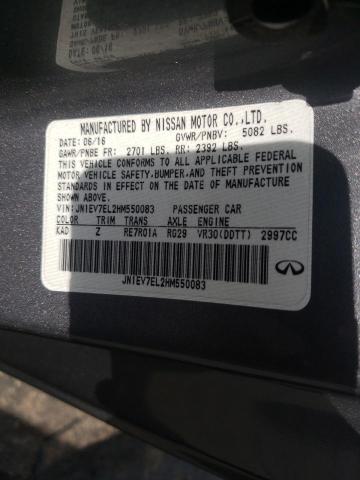 MANUFACTURED BY NISSAN MOTOR CO.,LTD.
DATE: 06/16 GVWR/PNBV: 5082 LBS.
GAWR/PNBE FR: 2701 LBS. RR: 2392 LBS.
THIS VEHICLE CONFORMS TO ALL APPLICABLE FEDERAL
MOTOR VEHICLE SAFETY,BUMPER, AND THEFT PREVENTION
STANDARDS IN EFFECT ON THE DATE OF MANUFACTURE
SHOWN ABOVE.
VIN: JN1EV7EL2HM550083 PASSENGER CAR
COLOR TRIM TRANS AXLE ENGINE
KAD Z RE7R01A RG29 VR30(DDTT) 2997CC
JN1EV7EL2HM550083
INFINITI